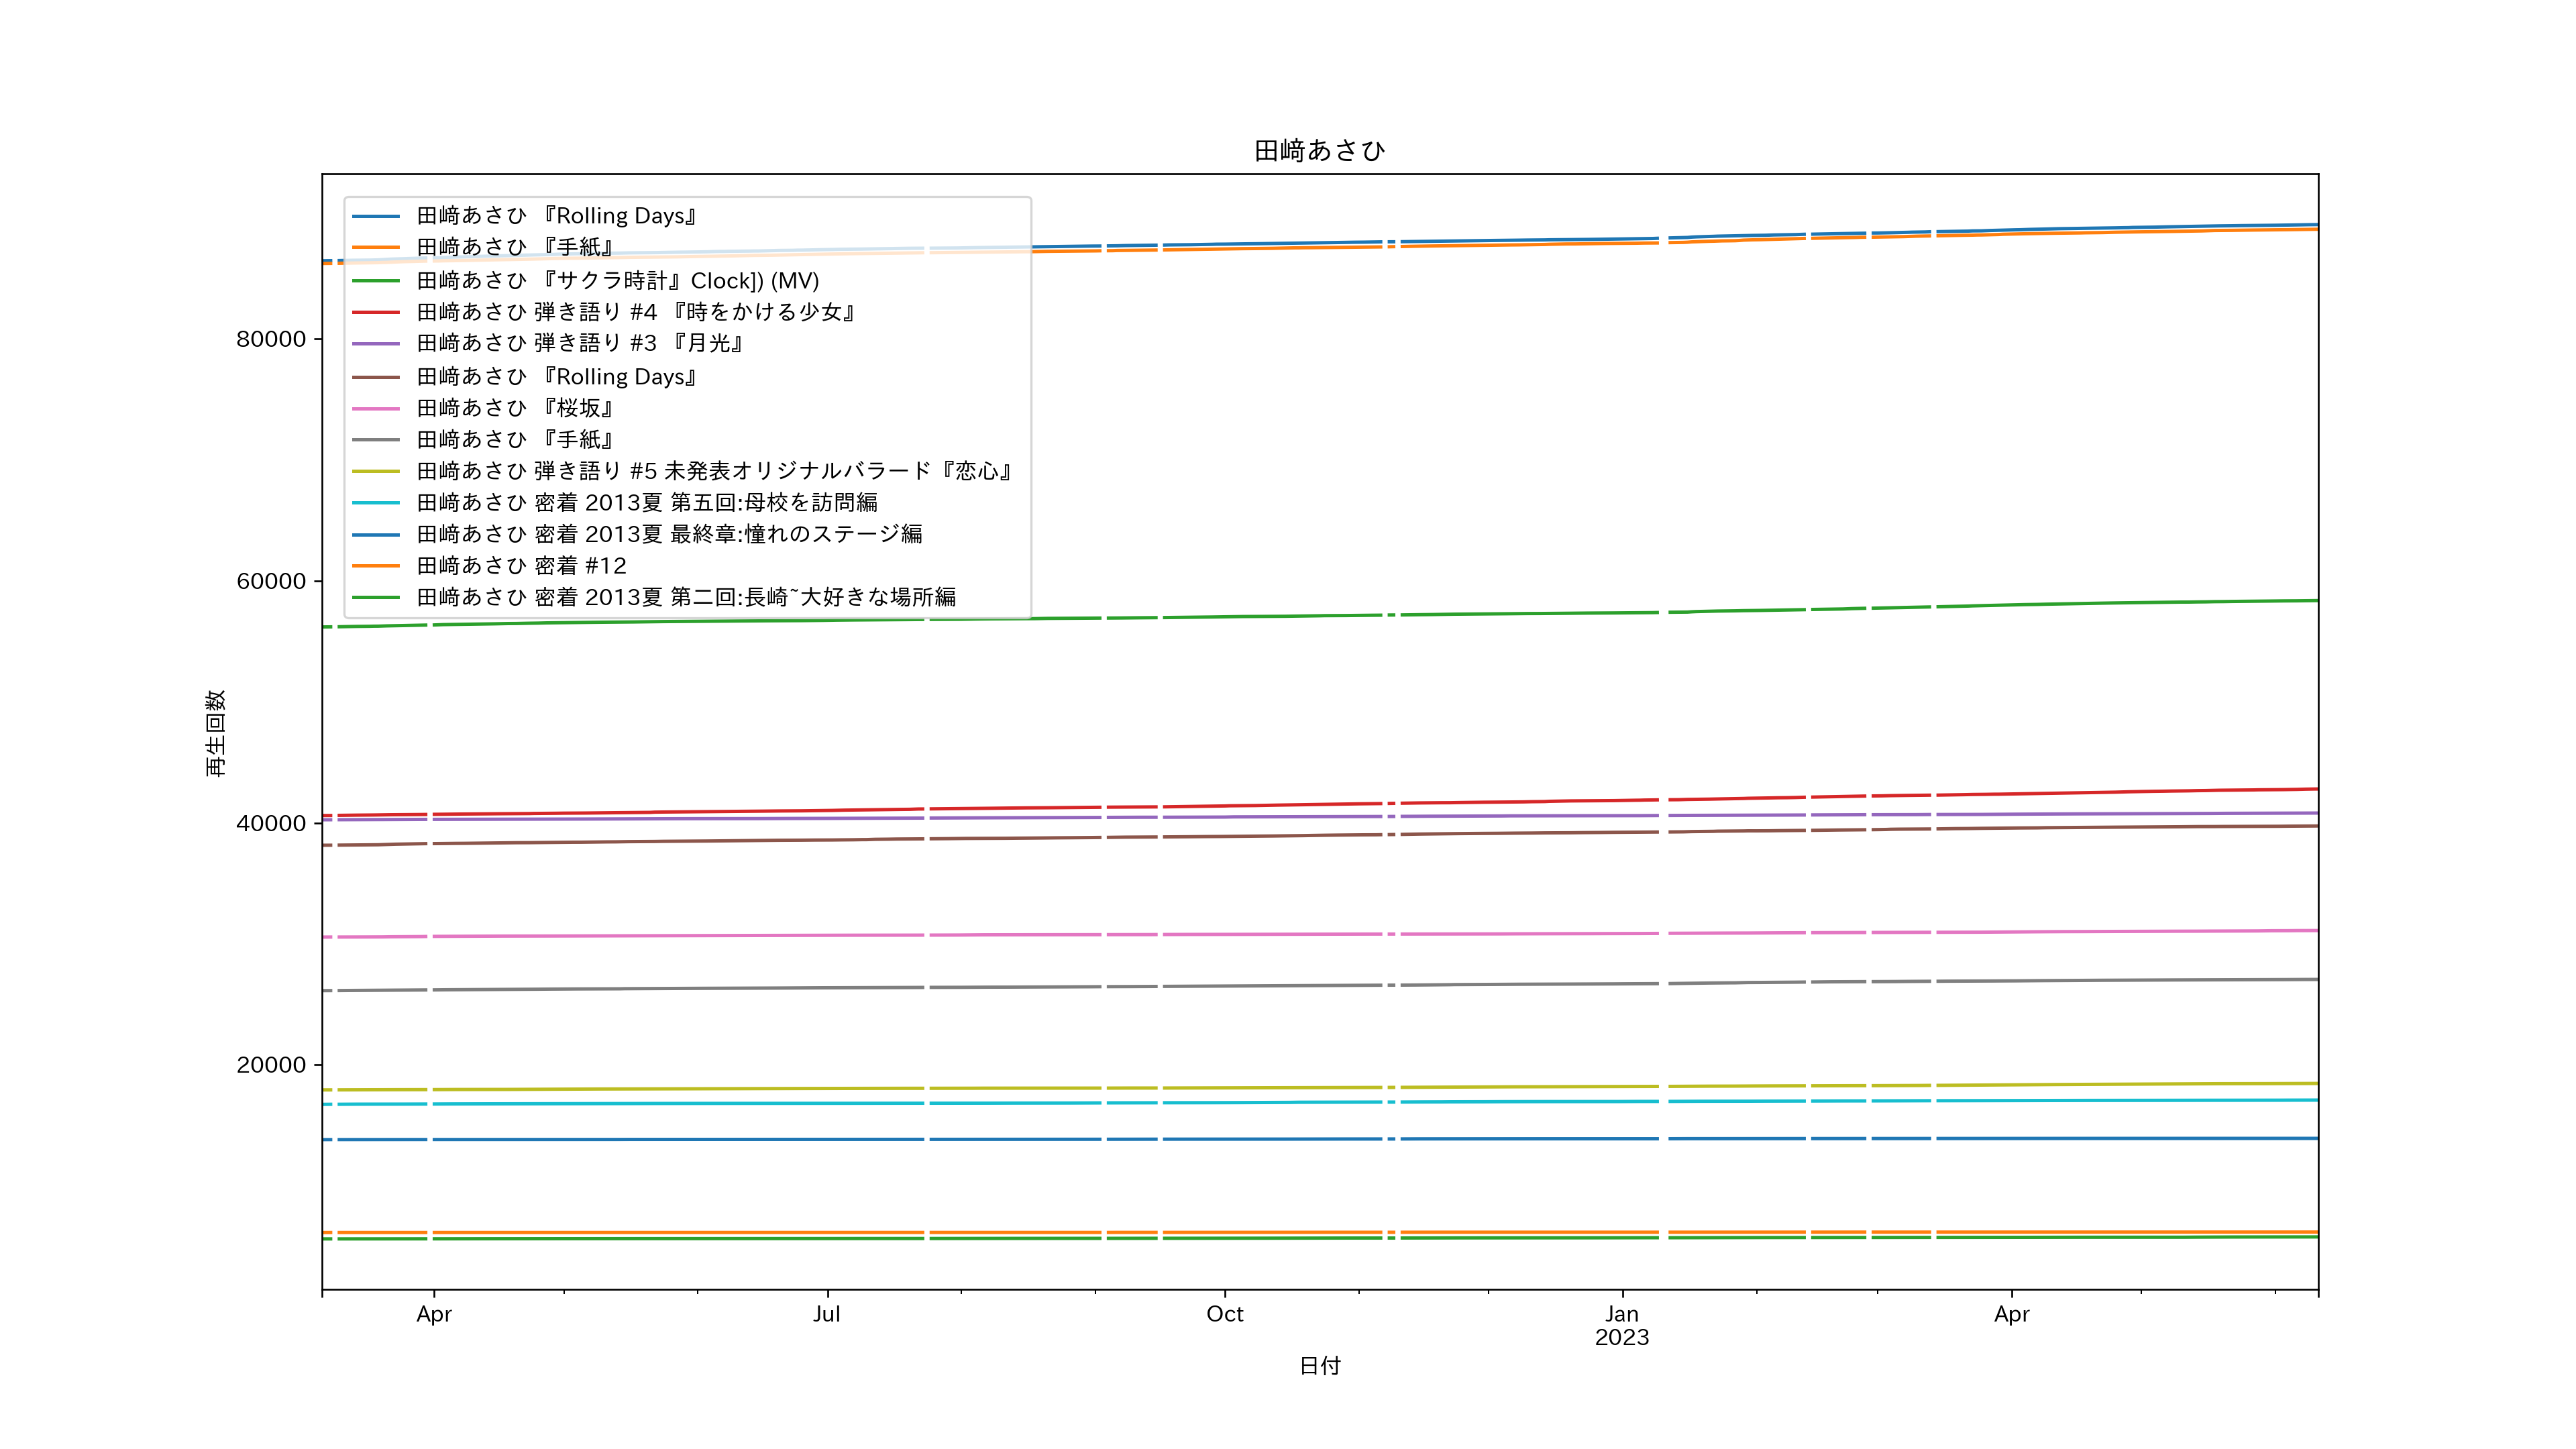 田﨑あさひ
田﨑あさひ 『Rolling Days』
田﨑あさひ 『手紙』
田﨑あさひ 『サクラ時計』Clock]) (MV)
田﨑あさひ 弾き語り #4 『時をかける少女』
田﨑あさひ 弾き語り #3 『月光』
田﨑あさひ 『Rolling Days』
田﨑あさひ 『桜坂』
田﨑あさひ 『手紙』
田﨑あさひ 弾き語り #5 未発表オリジナルバラード『恋心』
田﨑あさひ 密着 2013夏 第五回:母校を訪問編
田﨑あさひ 密着 2013夏 最終章:憧れのステージ編
田﨑あさひ 密着 #12
田﨑あさひ 密着 2013夏 第二回:長崎~大好きな場所編
80000
60000
40000
20000
再生回数
Apr
Jul
Oct
Jan
2023
Apr
日付